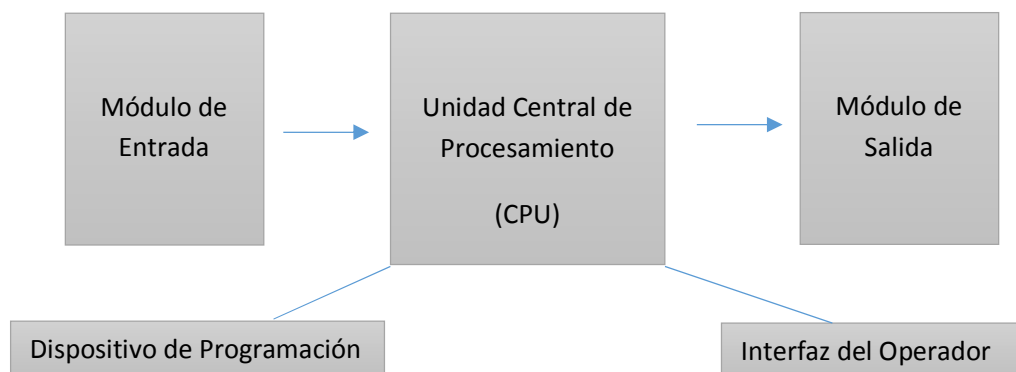 Módulo de
Entrada
Unidad Central de
Procesamiento
(CPU)
Módulo de
Salida
Dispositivo de Programación
Interfaz del Operador